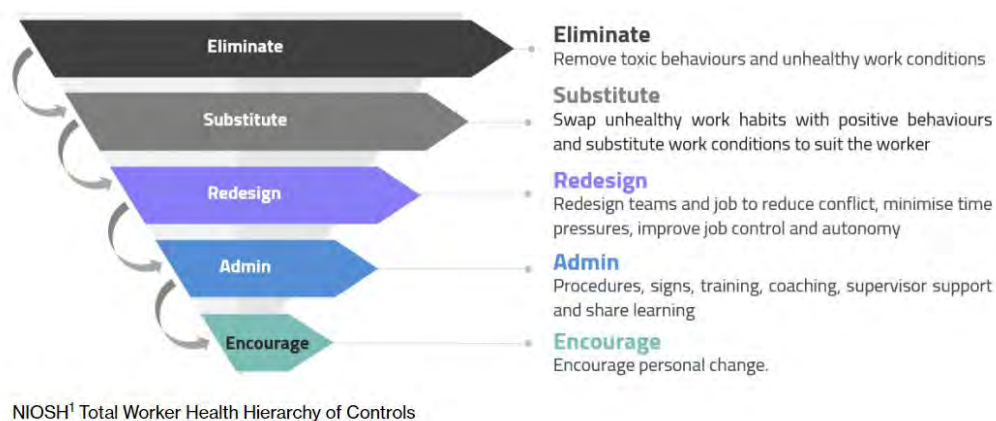 Eliminate
Eliminate
Remove toxic behaviours and unhealthy work conditions
Substitute
Substitute
Swap unhealthy work habits with positive behaviours
and substitute work conditions to suit the worker
Redesign
Redesign
Redesign teams and job to reduce conflict, minimise time
pressures, improve job control and autonomy
Admin
Admin
Procedures, signs, training, coaching, supervisor support
and share learning
Encourage
Encourage
Encourage personal change.
NIOSH¹ Total Worker Health Hierarchy of Controls